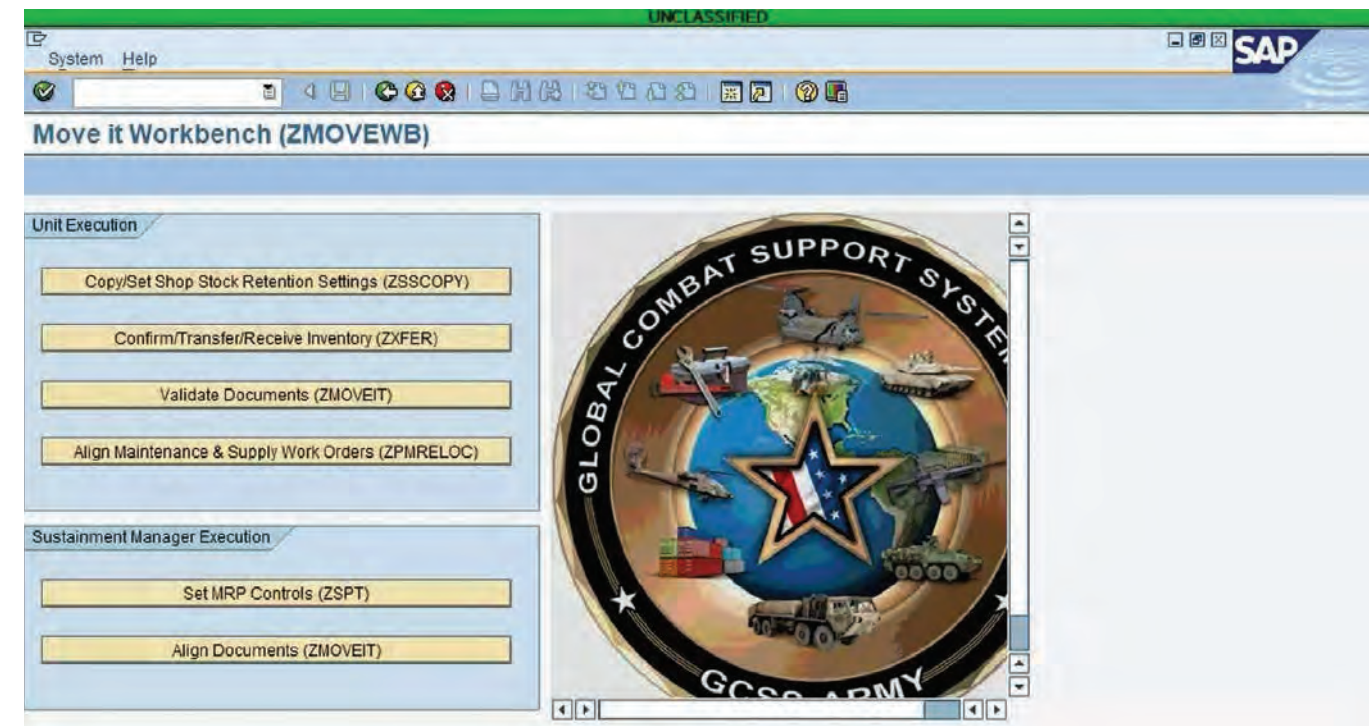 UNCLASSIFIED
System Help
SAP
Move it Workbench (ZMOVEWB)
Unit Execution
Copy/Set Shop Stock Retention Settings (ZSSCOPY)
Confirm/Transfer/Receive Inventory (ZXFER)
Validate Documents (ZMOVEIT)
Align Maintenance & Supply Work Orders (ZPMRELOC)
Sustainment Manager Execution
Set MRP Controls (ZSPT)
Align Documents (ZMOVEIT)
GLOBAL COMBAT SUPPORT SYSTEM
GCSS ARMY